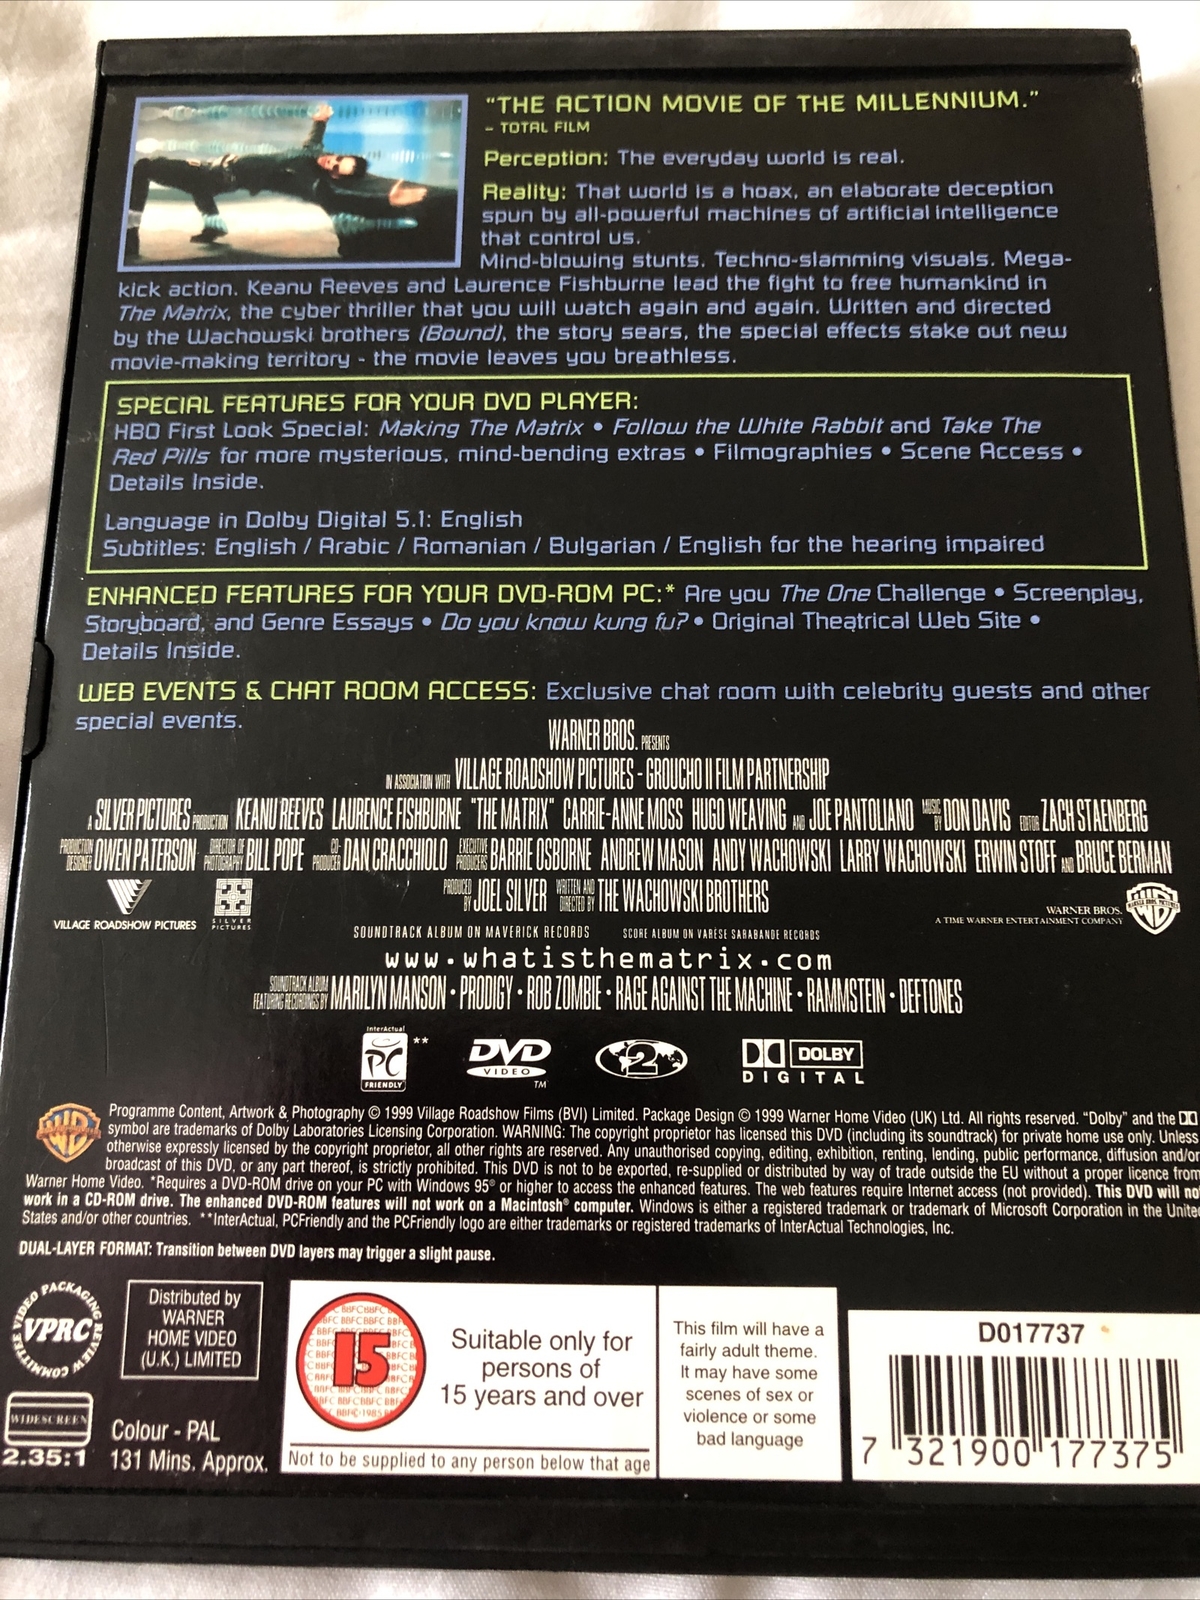 "THE ACTION MOVIE OF THE MILLENNIUM."
- TOTAL FILM
Perception: The everyday world is real.
Reality: That world is a hoax, an elaborate deception
spun by all-powerful machines of artificial intelligence
that control us.
Mind-blowing stunts. Techno-slamming visuals. Mega-
kick action. Keanu Reeves and Laurence Fishburne lead the fight to free humankind in
The Matrix, the cyber thriller that you will watch again and again. Written and directed
by the Wachowski brothers (Bound), the story sears, the special effects stake out new
movie-making territory - the movie leaves you breathless.
SPECIAL FEATURES FOR YOUR DVD PLAYER:
HBO First Look Special: Making The Matrix • Follow the White Rabbit and Take The
Red Pills for more mysterious, mind-bending extras • Filmographies • Scene Access •
Details Inside.
Language in Dolby Digital 5.1: English
Subtitles: English / Arabic / Romanian / Bulgarian / English for the hearing impaired
ENHANCED FEATURES FOR YOUR DVD-ROM PC:* Are you The One Challenge • Screenplay,
Storyboard, and Genre Essays • Do you know kung fu? • Original Theatrical Web Site •
Details Inside.
WEB EVENTS & CHAT ROOM ACCESS: Exclusive chat room with celebrity guests and other
special events.
WARNER BROS. PRESENTS
IN ASSOCIATION WITH VILLAGE ROADSHOW PICTURES - GROUCHO II FILM PARTNERSHIP
A SILVER PICTURES PRODUCTION KEANU REEVES LAURENCE FISHBURNE "THE MATRIX" CARRIE-ANNE MOSS HUGO WEAVING AND JOE PANTOLIANO MUSIC BY DON DAVIS EDITOR ZACH STAENBERG
PRODUCTION DESIGNER OWEN PATERSON DIRECTOR OF PHOTOGRAPHY BILL POPE CO-PRODUCER DAN CRACCHIOLO EXECUTIVE PRODUCERS BARRIE OSBORNE ANDREW MASON ANDY WACHOWSKI LARRY WACHOWSKI ERWIN STOFF AND BRUCE BERMAN
PRODUCED BY JOEL SILVER WRITTEN AND DIRECTED BY THE WACHOWSKI BROTHERS
VILLAGE ROADSHOW PICTURES
SILVER PICTURES
WARNER BROS.
A TIME WARNER ENTERTAINMENT COMPANY
SOUNDTRACK ALBUM ON MAVERICK RECORDS SCORE ALBUM ON VARÈSE SARABANDE RECORDS
www.whatisthematrix.com
SOUNDTRACK ALBUM FEATURING RECORDINGS BY MARILYN MANSON • PRODIGY • ROB ZOMBIE • RAGE AGAINST THE MACHINE • RAMMSTEIN • DEFTONES
InterActual
PC **
FRIENDLY
DVD
VIDEO
TM
2
DOLBY
DIGITAL
WB
Programme Content, Artwork & Photography © 1999 Village Roadshow Films (BVI) Limited. Package Design © 1999 Warner Home Video (UK) Ltd. All rights reserved. "Dolby" and the
symbol are trademarks of Dolby Laboratories Licensing Corporation. WARNING: The copyright proprietor has licensed this DVD (including its soundtrack) for private home use only. Unless
otherwise expressly licensed by the copyright proprietor, all other rights are reserved. Any unauthorised copying, editing, exhibition, renting, lending, public performance, diffusion and/or
broadcast of this DVD, or any part thereof, is strictly prohibited. This DVD is not to be exported, re-supplied or distributed by way of trade outside the EU without a proper licence from
Warner Home Video. *Requires a DVD-ROM drive on your PC with Windows 95® or higher to access the enhanced features. The web features require Internet access (not provided). This DVD will not
work in a CD-ROM drive. The enhanced DVD-ROM features will not work on a Macintosh® computer. Windows is either a registered trademark or trademark of Microsoft Corporation in the United
States and/or other countries. **InterActual, PCFriendly and the PCFriendly logo are either trademarks or registered trademarks of InterActual Technologies, Inc.
DUAL-LAYER FORMAT: Transition between DVD layers may trigger a slight pause.
VIDEO PACKAGING REVIEW COMMITTEE
VPRC
Distributed by
WARNER
HOME VIDEO
(U.K.) LIMITED
WIDESCREEN
2.35:1
Colour - PAL
131 Mins. Approx.
15
Suitable only for
persons of
15 years and over
Not to be supplied to any person below that age
This film will have a
fairly adult theme.
It may have some
scenes of sex or
violence or some
bad language
D017737
7 321900 177375